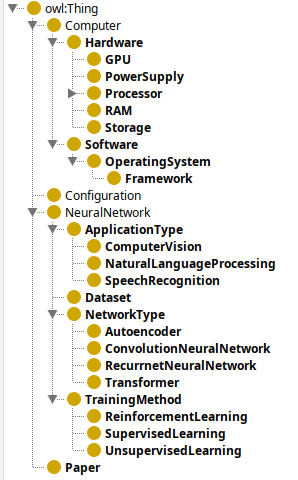 owl:Thing
Computer
Hardware
GPU
PowerSupply
Processor
RAM
Storage
Software
OperatingSystem
Framework
Configuration
NeuralNetwork
ApplicationType
ComputerVision
NaturalLanguageProcessing
SpeechRecognition
Dataset
NetworkType
Autoencoder
ConvolutionNeuralNetwork
RecurrnetNeuralNetwork
Transformer
TrainingMethod
ReinforcementLearning
SupervisedLearning
UnsupervisedLearning
Paper